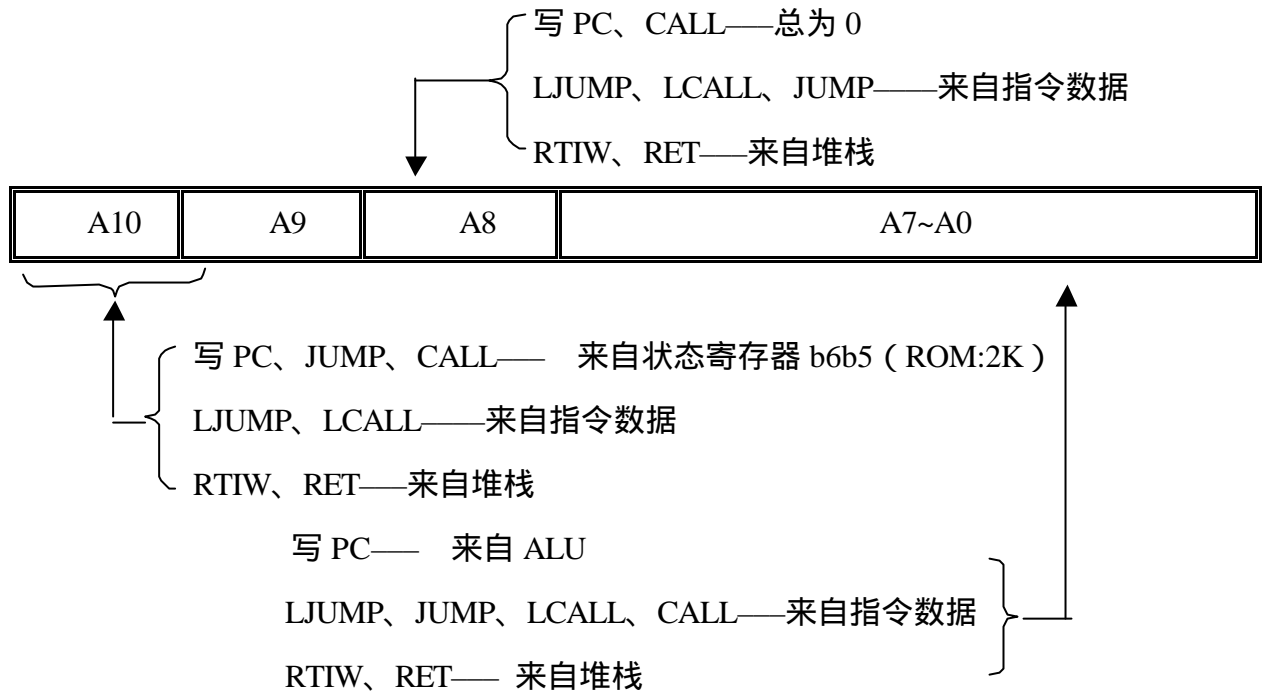 写 PC、CALL——总为 0
LJUMP、LCALL、JUMP——来自指令数据
RTIW、RET——来自堆栈
A10 A9 A8 A7~A0
写 PC、JUMP、CALL—— 来自状态寄存器 b6b5（ROM:2K）
LJUMP、LCALL——来自指令数据
RTIW、RET——来自堆栈
写 PC—— 来自 ALU
LJUMP、JUMP、LCALL、CALL——来自指令数据
RTIW、RET—— 来自堆栈